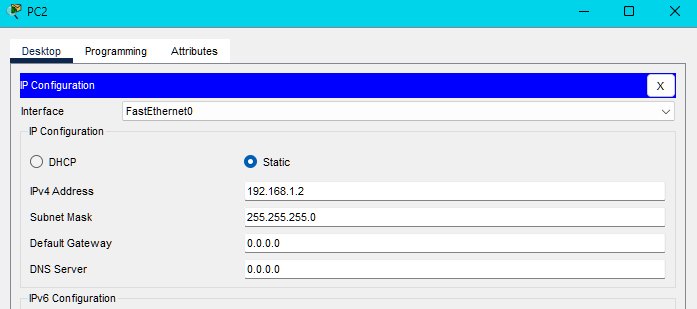 PC2
Desktop Programming Attributes
IP Configuration X
Interface FastEthernet0
IP Configuration
DHCP Static
IPv4 Address 192.168.1.2
Subnet Mask 255.255.255.0
Default Gateway 0.0.0.0
DNS Server 0.0.0.0
IPv6 Configuration